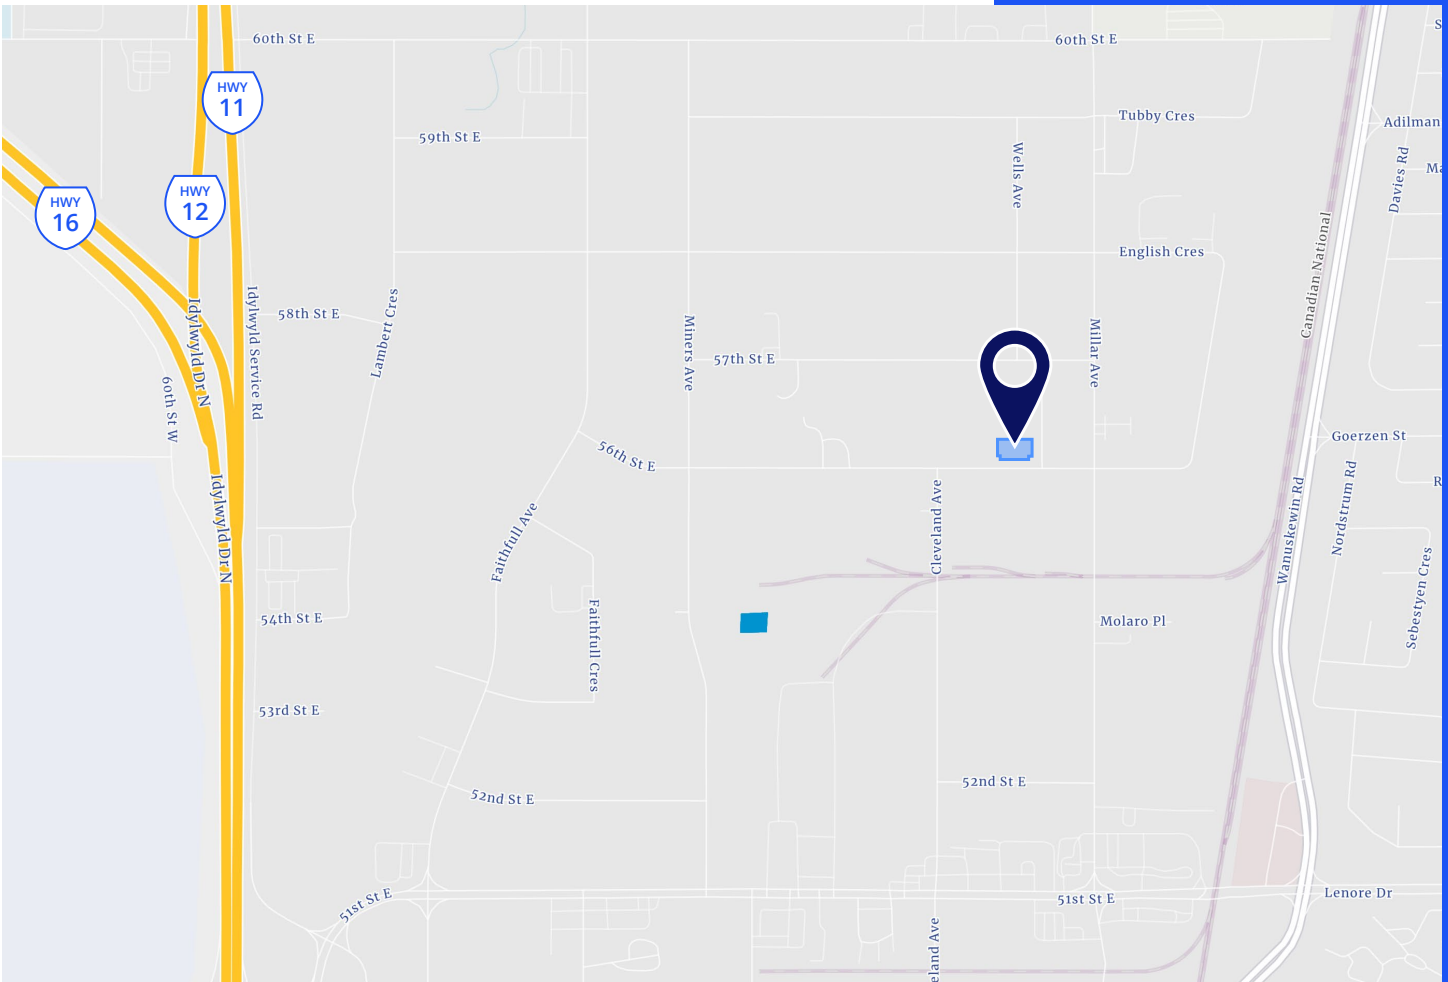 60th St E
60th St E
S
HWY
11
Tubby Cres
Adilman
59th St E
Wells Ave
Davies Rd
Ma
HWY
16
HWY
12
English Cres
Canadian National
Idylwyld Dr N
Idylwyld Service Rd
58th St E
Lambert Cres
Miners Ave
57th St E
Millar Ave
60th St W
Goerzen St
56th St E
Nordstrum Rd
R
Idylwyld Dr N
Faithfull Ave
Cleveland Ave
Wanuskewin Rd
Sebestyen Cres
54th St E
Faithfull Cres
Molaro Pl
53rd St E
52nd St E
52nd St E
51st St E
51st St E
Lenore Dr
eland Ave